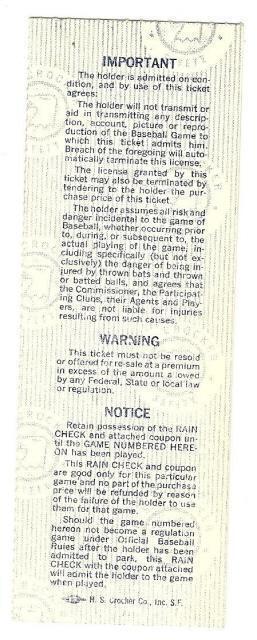 IMPORTANT
The holder is admitted on con-
dition, and by use of this ticket
agrees:
The holder will not transmit or
aid in transmitting any descrip-
tion, account, picture or repro-
duction of the Baseball Game to
which this ticket admits him.
Breach of the foregoing will auto-
matically terminate this license.
The license granted by this
ticket may also be terminated by
tendering to the holder the pur-
chase price of this ticket.
The holder assumes all risk and
danger incidental to the game of
Baseball, whether occurring prior
to, during, or subsequent to, the
actual playing of the game, in-
cluding specifically (but not ex-
clusively) the danger of being in-
jured by thrown bats and thrown
or batted balls, and agrees that
the Commissioner, the Participat-
ing Clubs, their Agents and Play-
ers, are not liable for injuries
resulting from such causes.
WARNING
This ticket must not be resold
or offered for re-sale at a premium
in excess of the amount allowed
by any Federal, State or local law
or regulation.
NOTICE
Retain possession of the RAIN
CHECK and attached coupon un-
til the GAME NUMBERED HERE-
ON has been played.
This RAIN CHECK and coupon
are good only for this particular
game and no part of the purchase
price will be refunded by reason
of the failure of the holder to use
them for that game.
Should the game numbered
hereon not become a regulation
game under Official Baseball
Rules after the holder has been
admitted to park, this RAIN
CHECK with the coupon attached
will admit the holder to the game
when played.
H. S. Crocker Co., Inc. S.F.